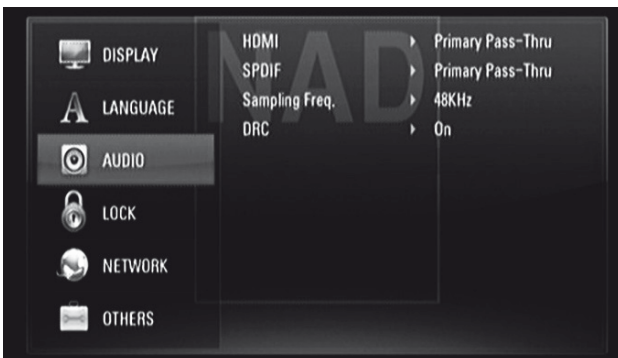 DISPLAY
LANGUAGE
AUDIO
LOCK
NETWORK
OTHERS
NAD
HDMI Primary Pass-Thru
SPDIF Primary Pass-Thru
Sampling Freq. 48KHz
DRC On